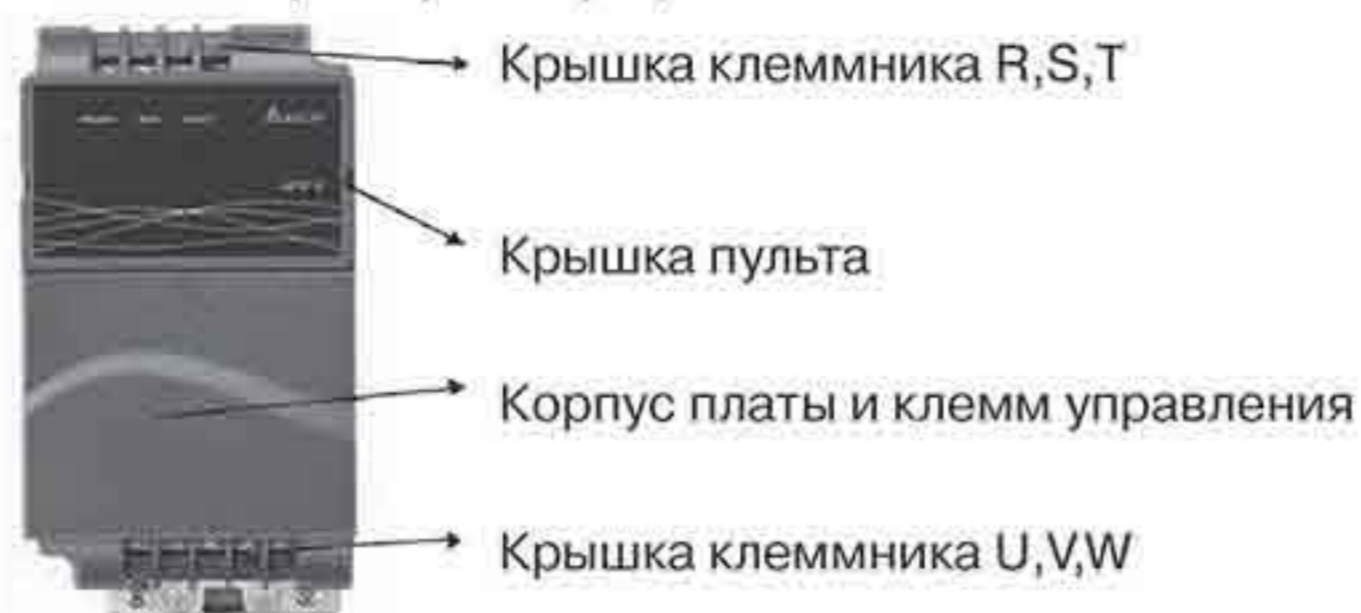 Крышка клеммника R,S,T
Крышка пульта
Корпус платы и клемм управления
Крышка клеммника U,V,W